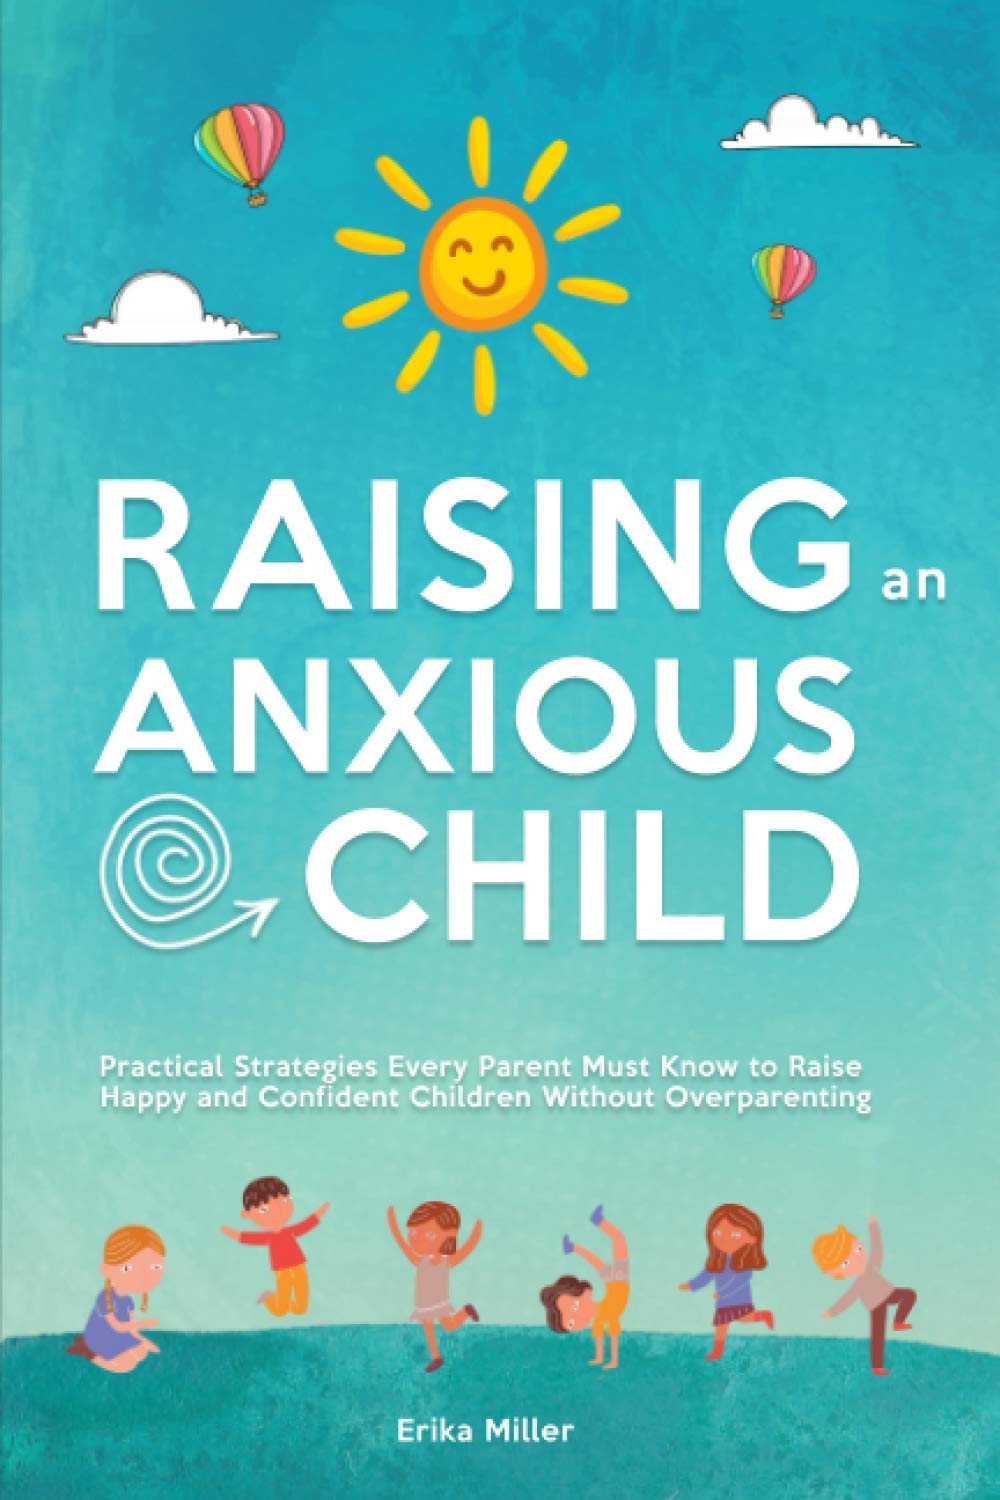 RAISING an
ANXIOUS
CHILD
Practical Strategies Every Parent Must Know to Raise
Happy and Confident Children Without Overparenting
Erika Miller